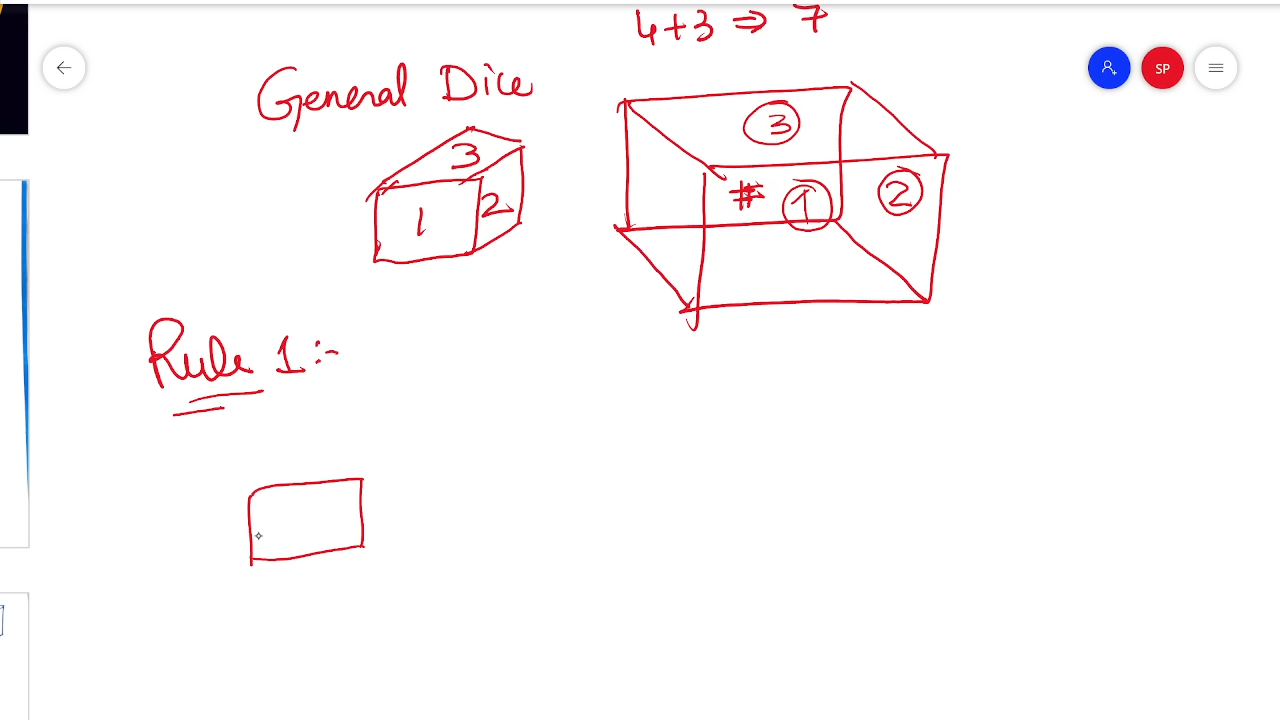 4+3 ⇒ 7
General Dice
3
1 2
3
# 1 2
Rule 1:-
SP